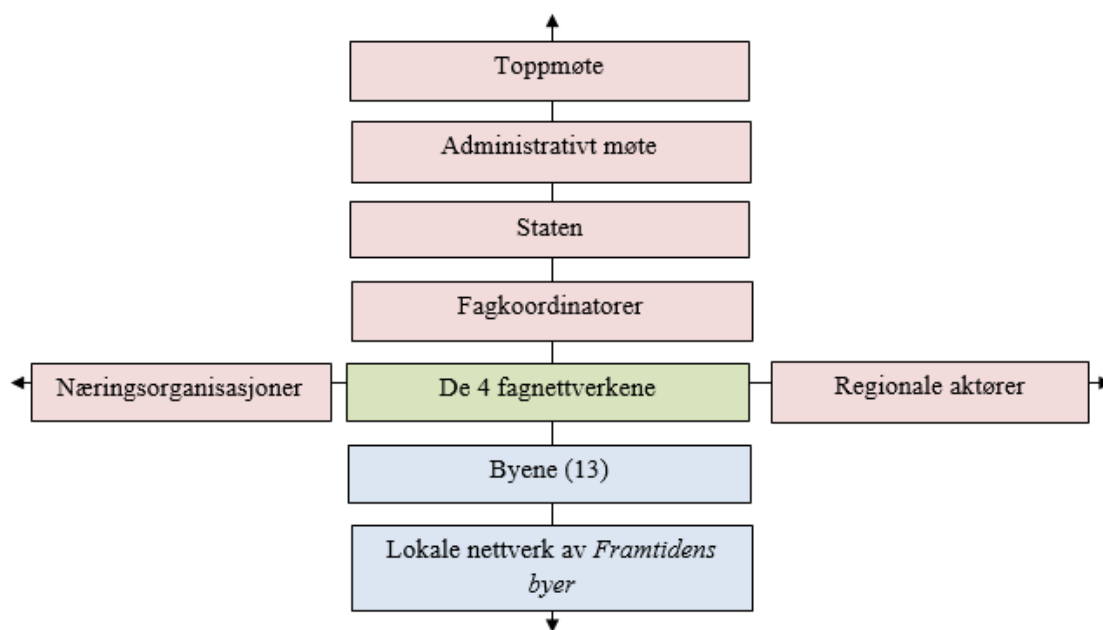 Toppmøte
Administrativt møte
Staten
Fagkoordinatorer
Næringsorganisasjoner
De 4 fagnettverkene
Regionale aktører
Byene (13)
Lokale nettverk av Framtidens
byer